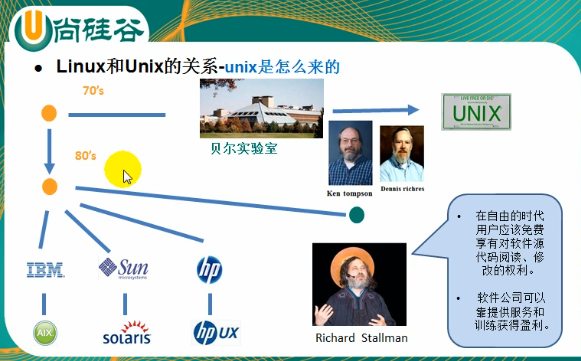 尚硅谷
Linux和Unix的关系-unix是怎么来的
70's
UNIX
贝尔实验室
80's
Ken tompson
Dennis richres
在自由的时代
用户应该免费
享有对软件源
代码阅读、修
改的权利。
软件公司可以
靠提供服务和
训练获得盈利。
IBM
Sun
microsystems
hp
AIX
solaris
hp UX
Richard Stallman